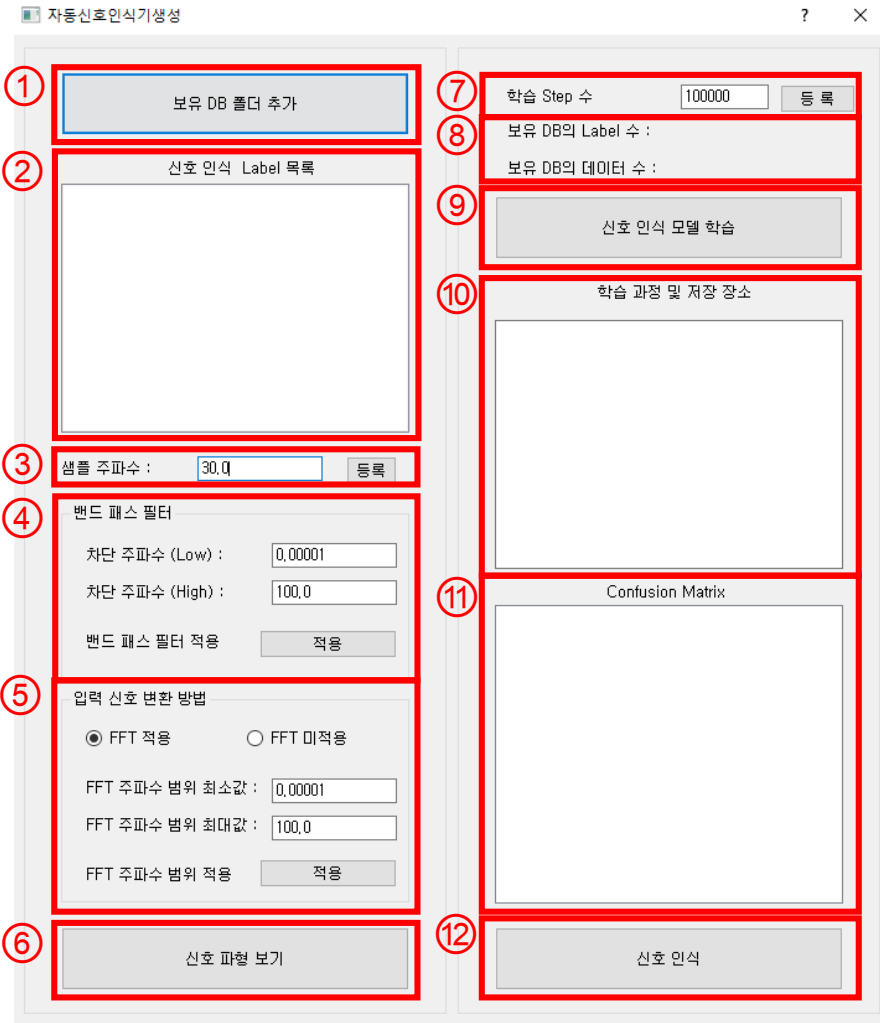 자동신호인식기생성
?
①
보유 DB 폴더 추가
②
신호 인식 Label 목록
③
샘플 주파수 :
30.0
등록
④
밴드 패스 필터
차단 주파수 (Low) :
0.00001
차단 주파수 (High) :
100.0
밴드 패스 필터 적용
적용
⑤
입력 신호 변환 방법
FFT 적용
FFT 미적용
FFT 주파수 범위 최소값 :
0.00001
FFT 주파수 범위 최대값 :
100.0
FFT 주파수 범위 적용
적용
⑥
신호 파형 보기
⑦
학습 Step 수
100000
등 록
⑧
보유 DB의 Label 수 :
보유 DB의 데이터 수 :
⑨
신호 인식 모델 학습
⑩
학습 과정 및 저장 장소
⑪
Confusion Matrix
⑫
신호 인식